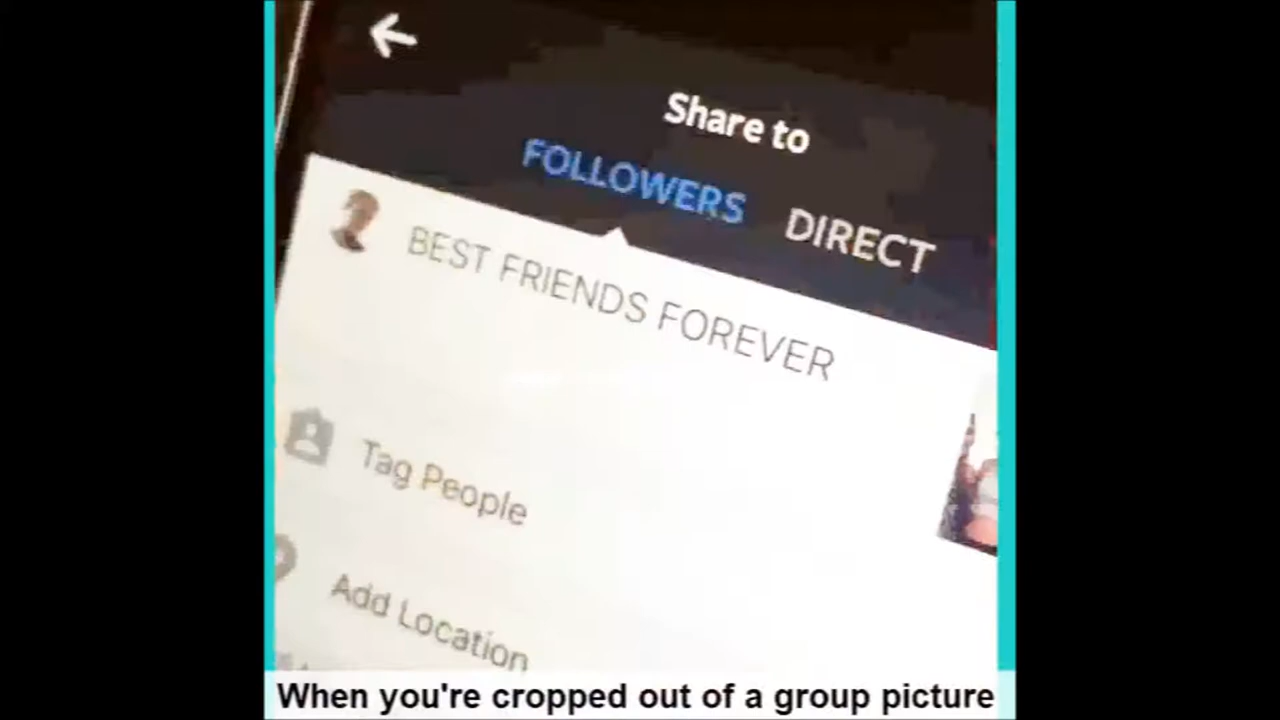 Share to
FOLLOWERS DIRECT
BEST FRIENDS FOREVER
Tag People
Add Location
When you're cropped out of a group picture